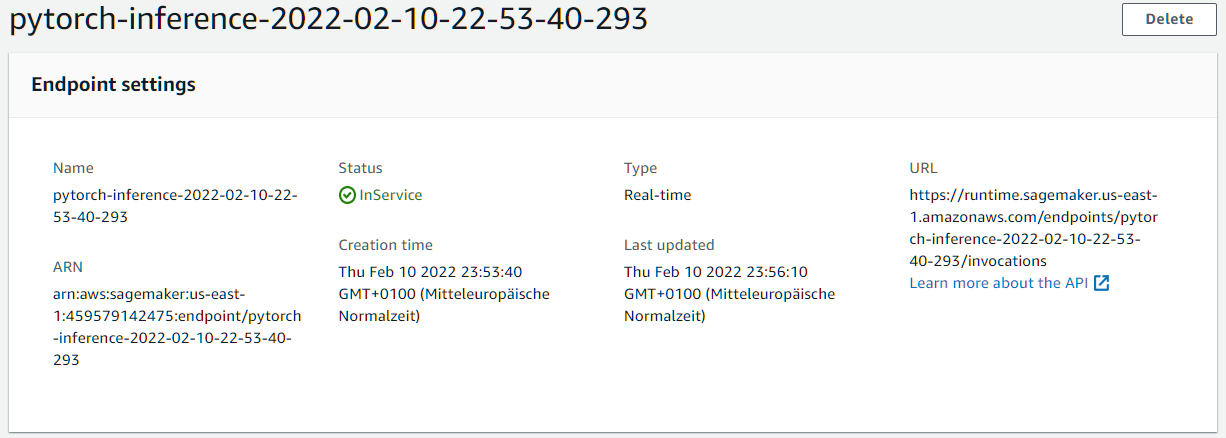 pytorch-inference-2022-02-10-22-53-40-293
Delete
Endpoint settings
Name
pytorch-inference-2022-02-10-22-
53-40-293
ARN
arn:aws:sagemaker:us-east-
1:459579142475:endpoint/pytorch
-inference-2022-02-10-22-53-40-
293
Status
InService
Creation time
Thu Feb 10 2022 23:53:40
GMT+0100 (Mitteleuropäische
Normalzeit)
Type
Real-time
Last updated
Thu Feb 10 2022 23:56:10
GMT+0100 (Mitteleuropäische
Normalzeit)
URL
https://runtime.sagemaker.us-east-
1.amazonaws.com/endpoints/pytor
ch-inference-2022-02-10-22-53-
40-293/invocations
Learn more about the API